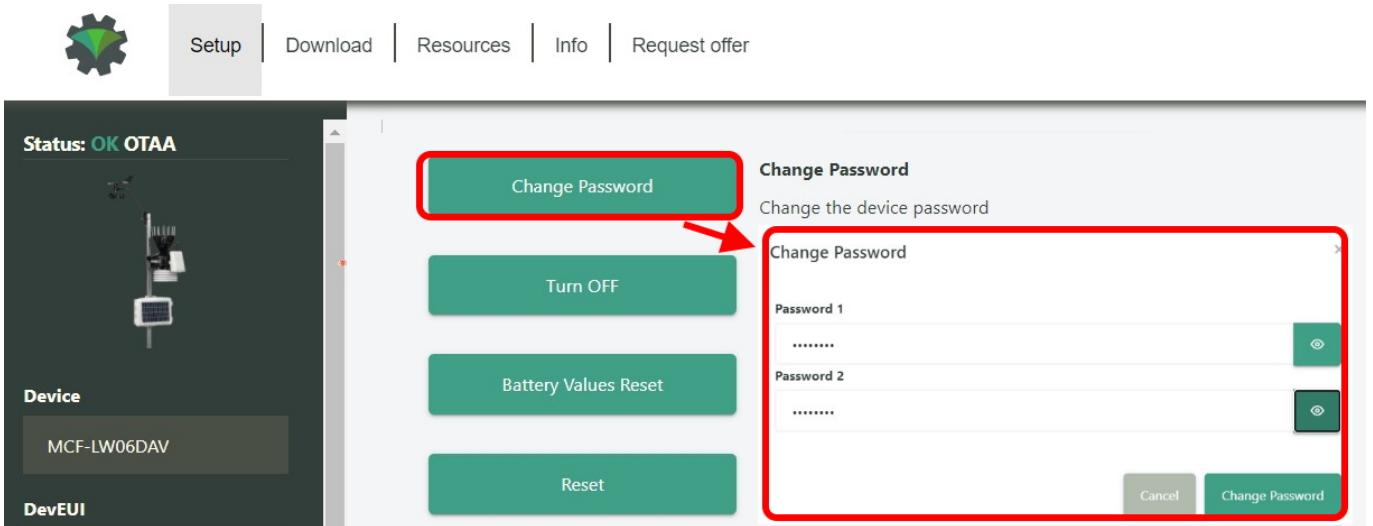 Setup
Download
Resources
Info
Request offer
Status: OK OTAA
Device
MCF-LW06DAV
DevEUI
Change Password
Turn OFF
Battery Values Reset
Reset
Change Password
Change the device password
Change Password
×
Password 1
••••••••
Password 2
••••••••
Cancel
Change Password